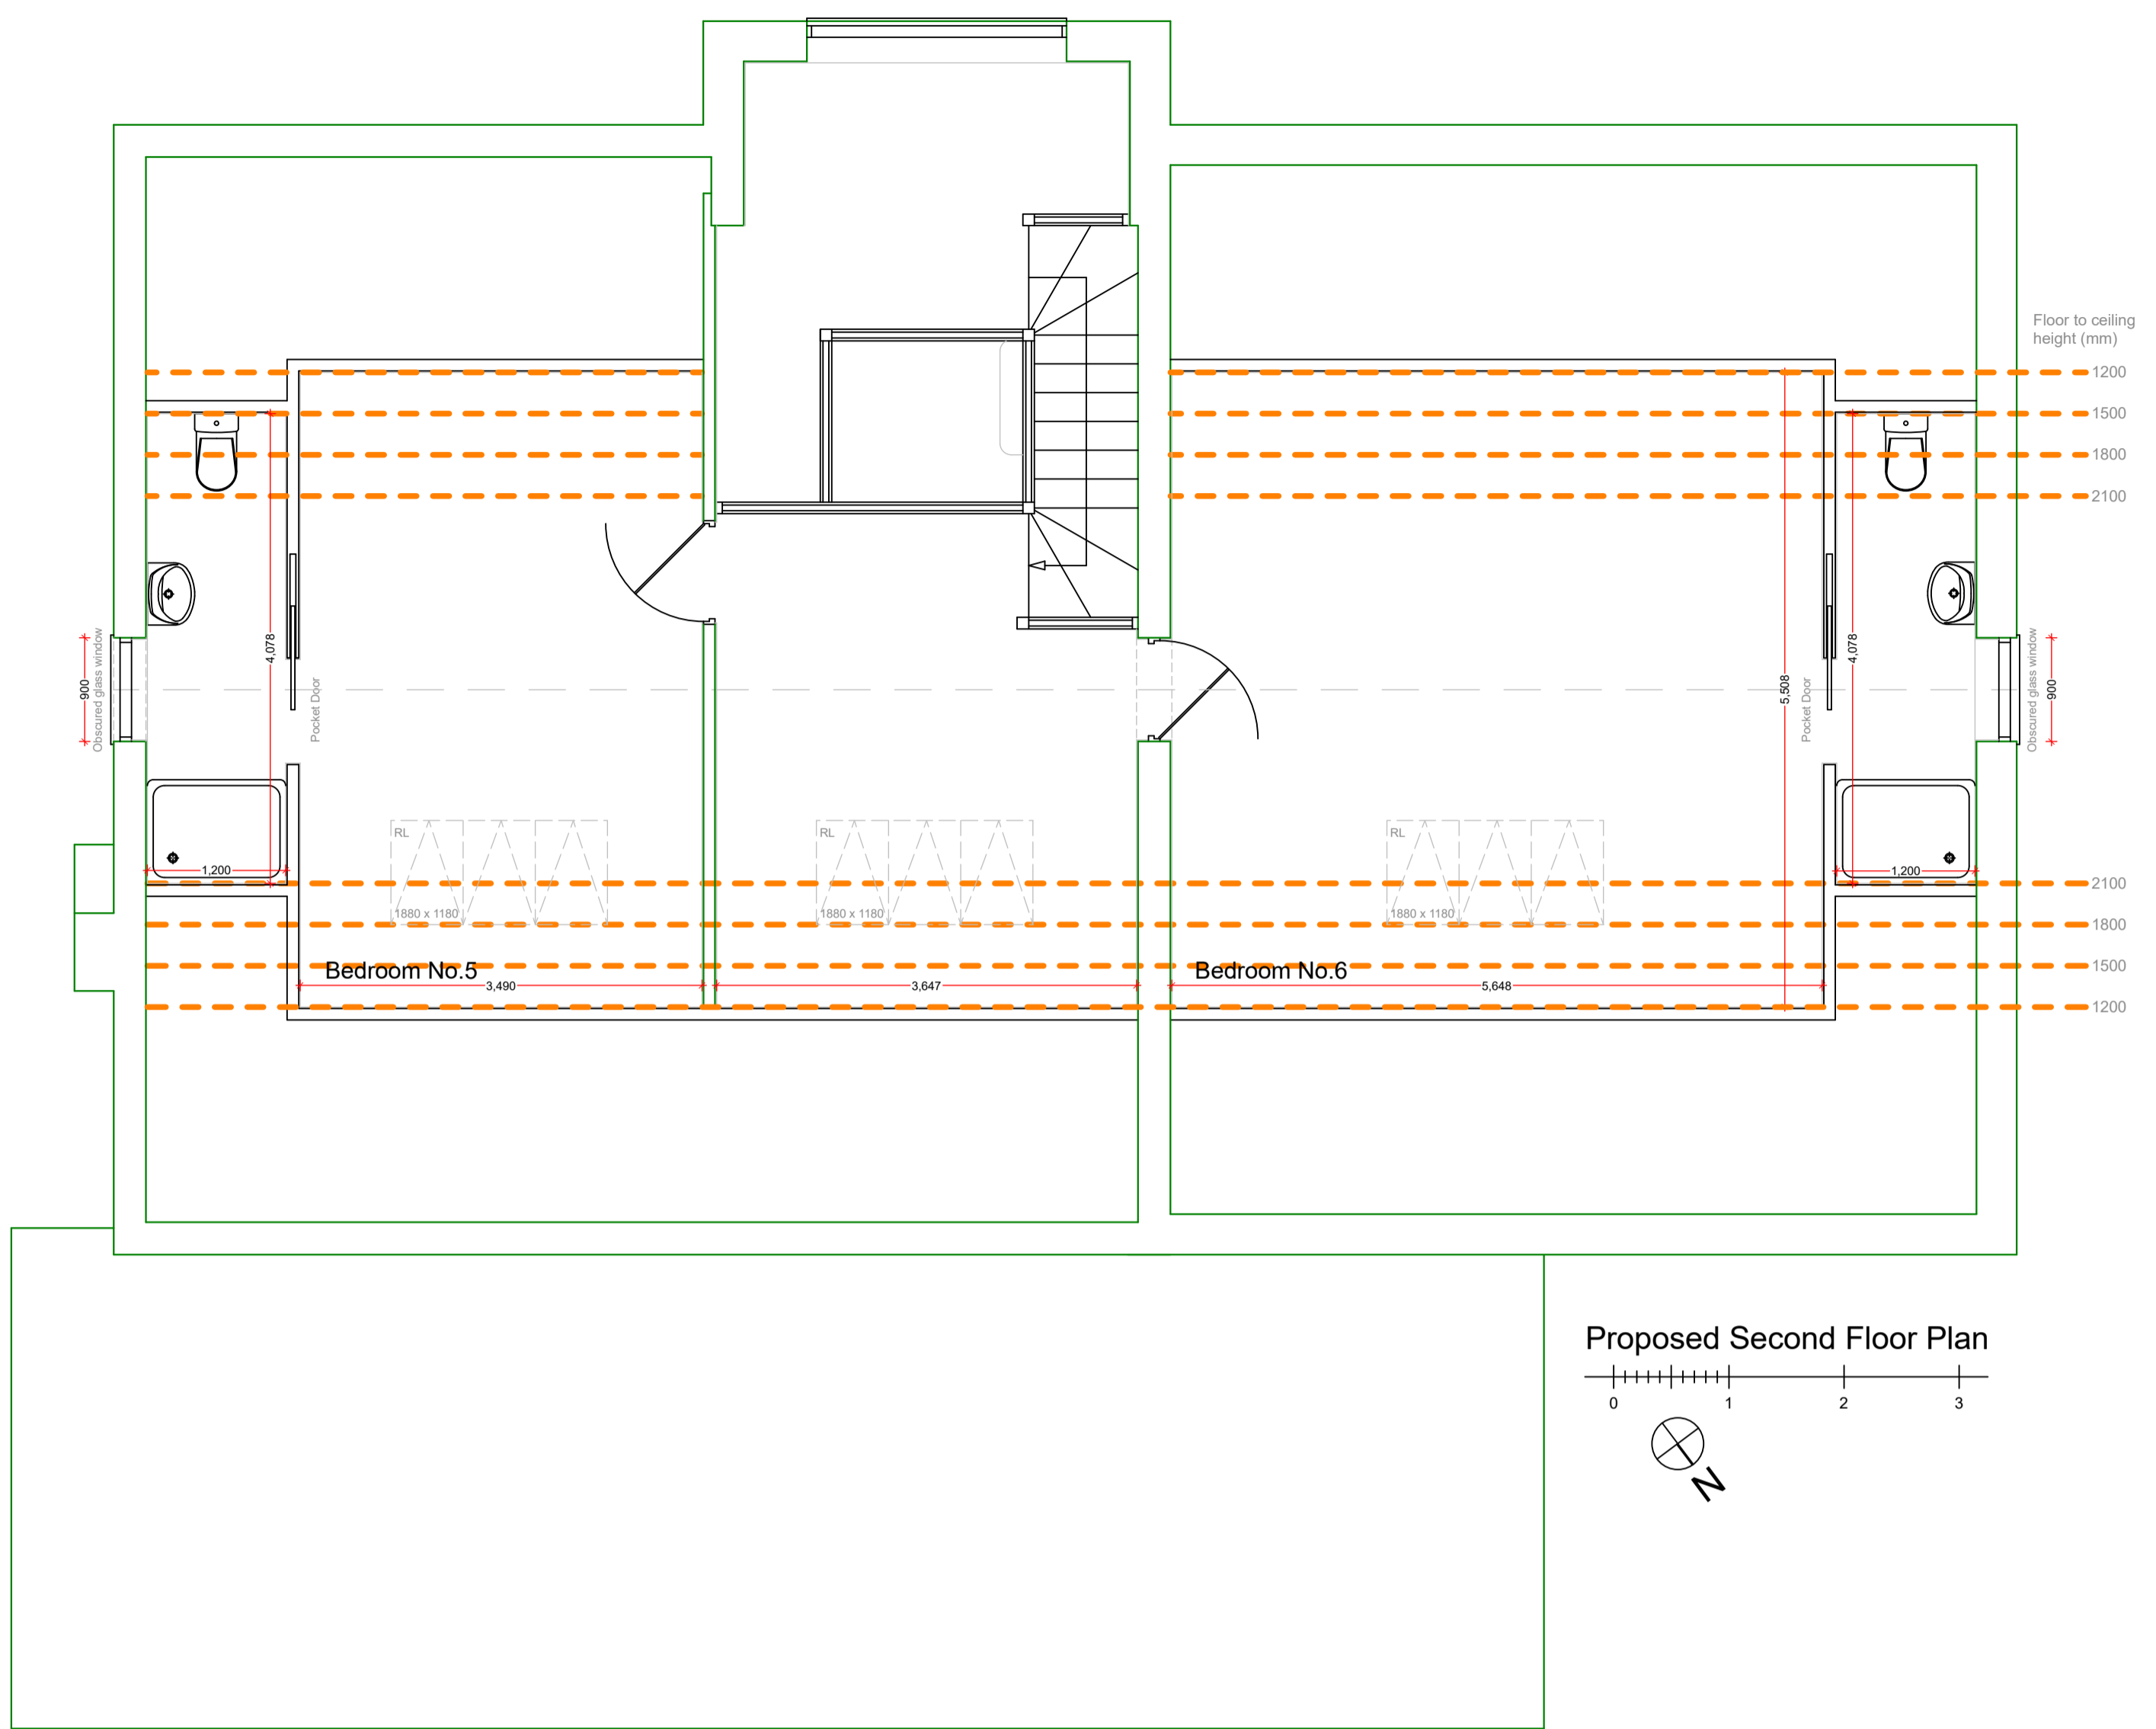 Floor to ceiling
height (mm)
1200
1500
1800
2100
900
Obscured glass window
4,078
Pocket Door
5,508
Pocket Door
4,078
Obscured glass window
900
RL
RL
RL
1,200
1,200
2100
1880 x 1180
1880 x 1180
1880 x 1180
1800
Bedroom No.5
Bedroom No.6
1500
3,490
3,647
5,648
1200
Proposed Second Floor Plan
0 1 2 3
N